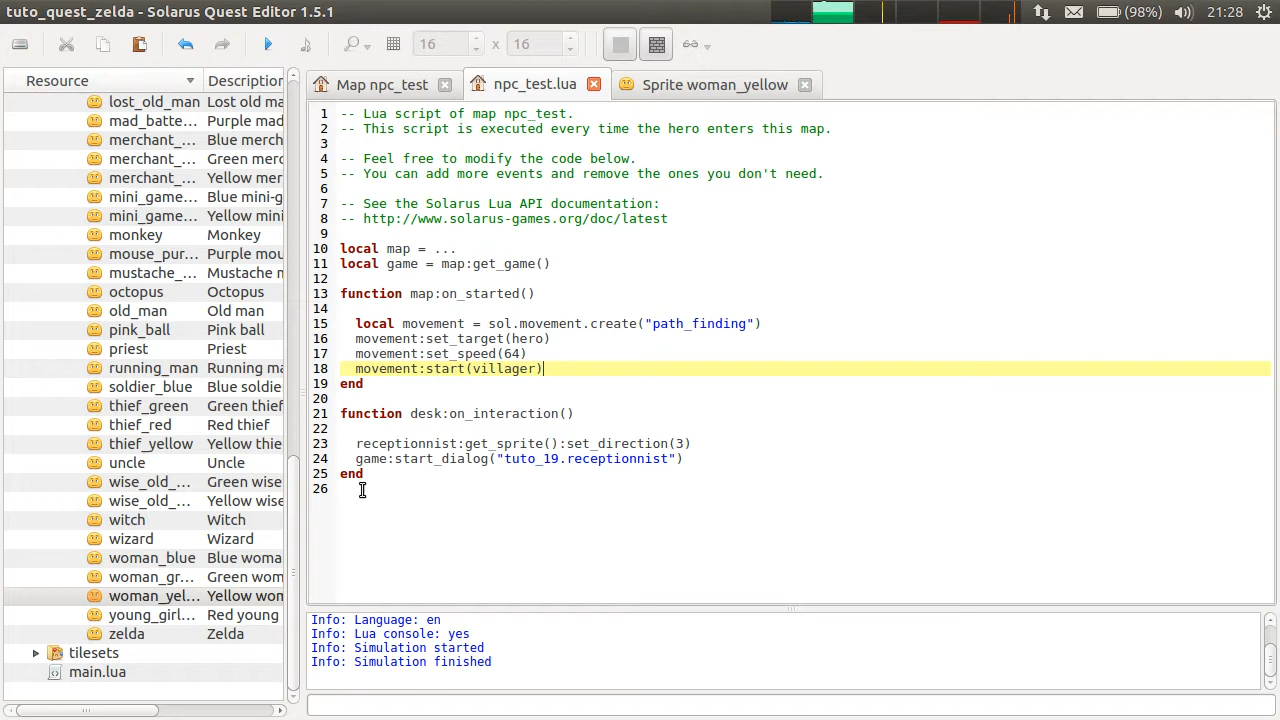 tuto_quest_zelda - Solarus Quest Editor 1.5.1
(98%)
21:28
16
x
16
Resource
Description
Map npc_test
npc_test.lua
Sprite woman_yellow
lost_old_man Lost old ma
mad_batte... Purple mad
merchant_... Blue merch
merchant_... Green merc
merchant_... Yellow mer
mini_game... Blue mini-g
mini_game... Yellow mini
monkey Monkey
mouse_pur... Purple mou
mustache_... Mustache m
octopus Octopus
old_man Old man
pink_ball Pink ball
priest Priest
running_man Running ma
soldier_blue Blue soldier
thief_green Green thief
thief_red Red thief
thief_yellow Yellow thie
uncle Uncle
wise_old_... Green wise
wise_old_... Yellow wise
witch Witch
wizard Wizard
woman_blue Blue woma
woman_gr... Green wom
woman_yel... Yellow wom
young_girl... Red young
zelda Zelda
tilesets
main.lua
1 -- Lua script of map npc_test.
2 -- This script is executed every time the hero enters this map.
3
4 -- Feel free to modify the code below.
5 -- You can add more events and remove the ones you don't need.
6
7 -- See the Solarus Lua API documentation:
8 -- http://www.solarus-games.org/doc/latest
9
10 local map = ...
11 local game = map:get_game()
12
13 function map:on_started()
14
15 local movement = sol.movement.create("path_finding")
16 movement:set_target(hero)
17 movement:set_speed(64)
18 movement:start(villager)
19 end
20
21 function desk:on_interaction()
22
23 receptionnist:get_sprite():set_direction(3)
24 game:start_dialog("tuto_19.receptionnist")
25 end
26
Info: Language: en
Info: Lua console: yes
Info: Simulation started
Info: Simulation finished